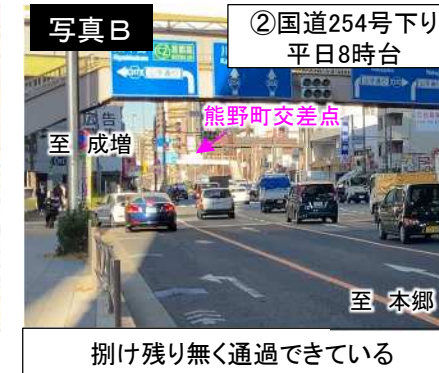 写真B
②国道254号下り
平日8時台
熊野町交差点
広告
至 成増
至 本郷
捌け残り無く通過できている